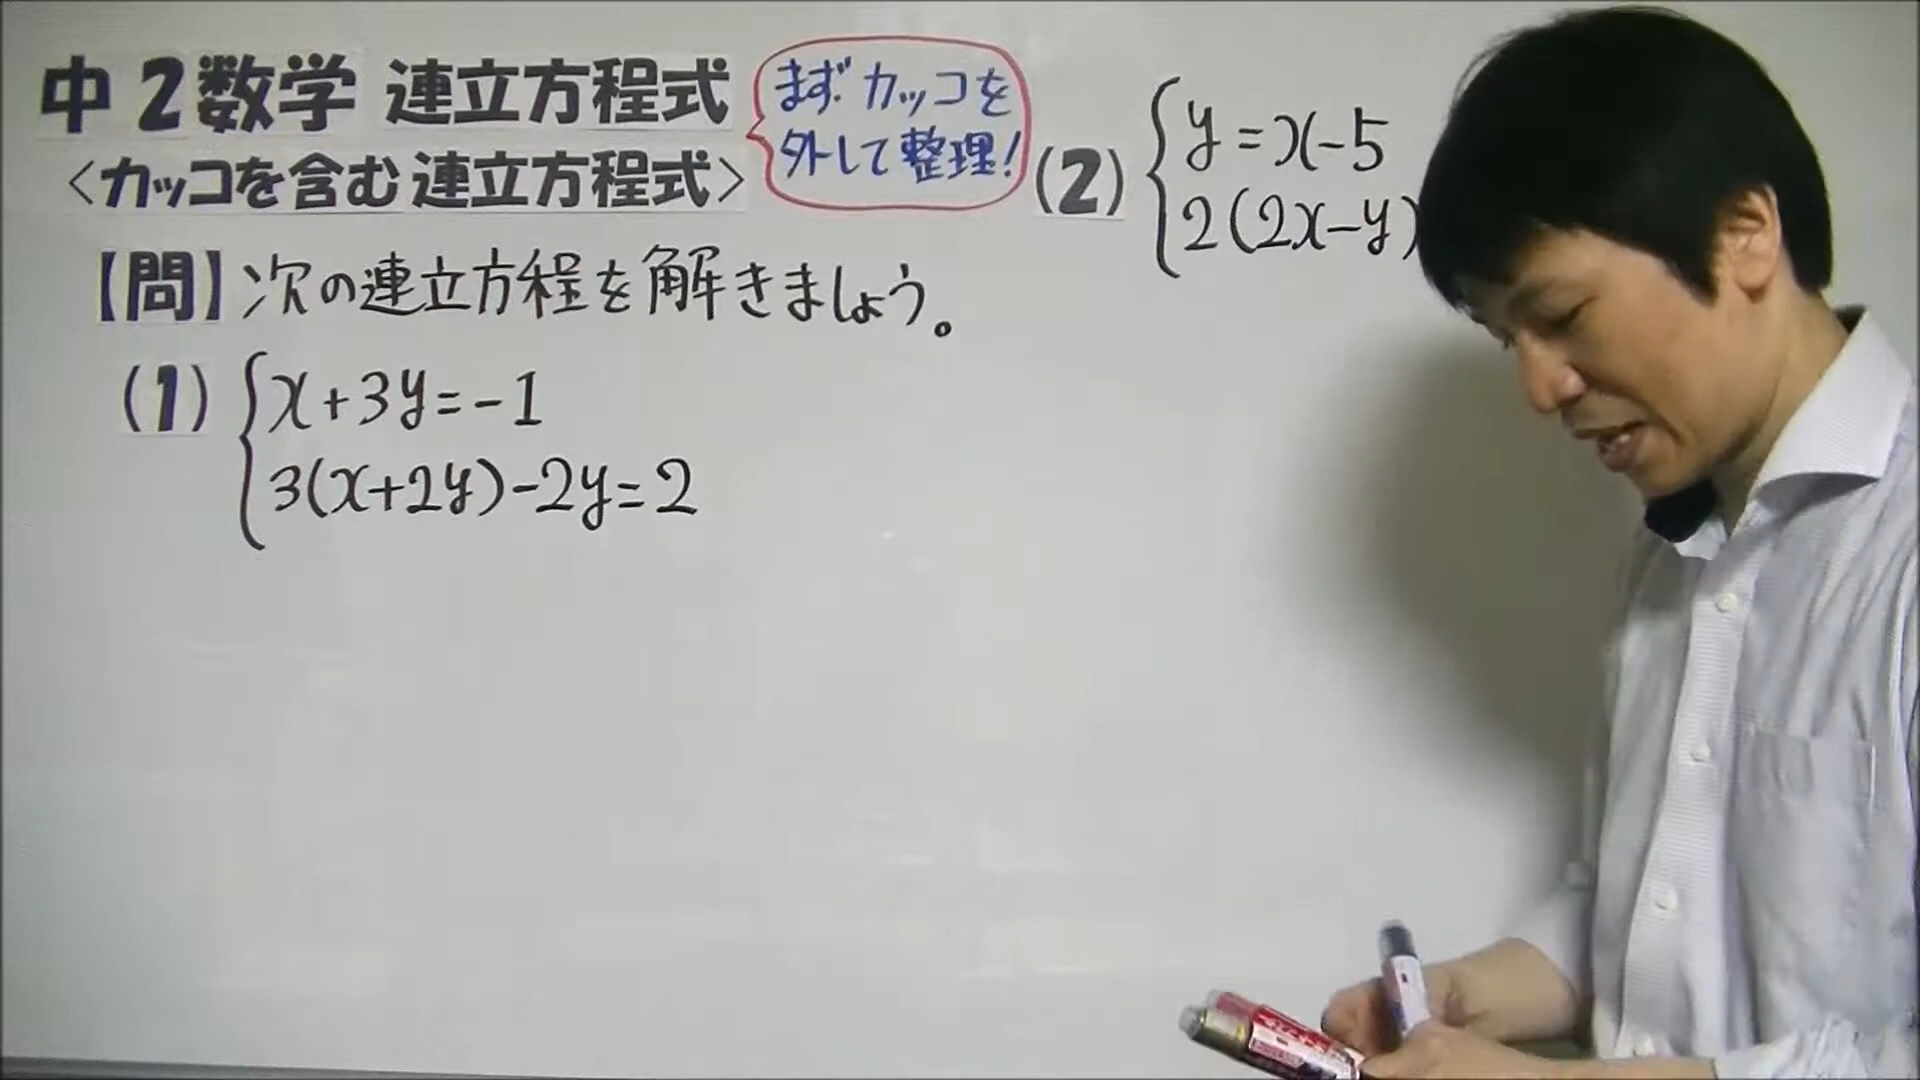 中2数学 連立方程式
<カッコを含む連立方程式>
まず カッコを
外して整理!
【問】次の連立方程を解きましょう。
(1)
x+3y=-1
3(x+2y)-2y=2
(2)
y=x-5
2(2x-y)